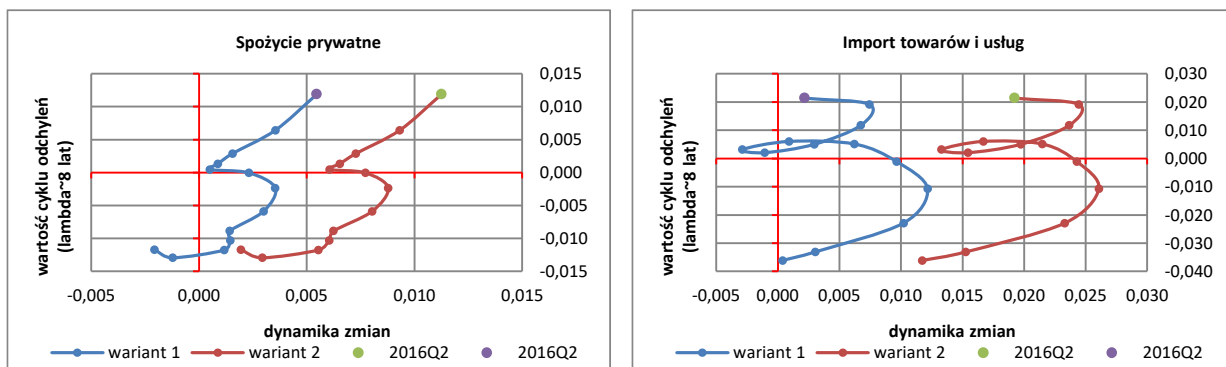 Spożycie prywatne
wartość cyklu odchyleń
(lambda~8 lat)
0,015
0,010
0,005
0,000
-0,005
-0,010
-0,015
-0,005 0,000 0,005 0,010 0,015
dynamika zmian
wariant 1 wariant 2 2016Q2 2016Q2
Import towarów i usług
wartość cyklu odchyleń
(lambda~8 lat)
0,030
0,020
0,010
0,000
-0,010
-0,020
-0,030
-0,040
-0,005 0,000 0,005 0,010 0,015 0,020 0,025 0,030
dynamika zmian
wariant 1 wariant 2 2016Q2 2016Q2